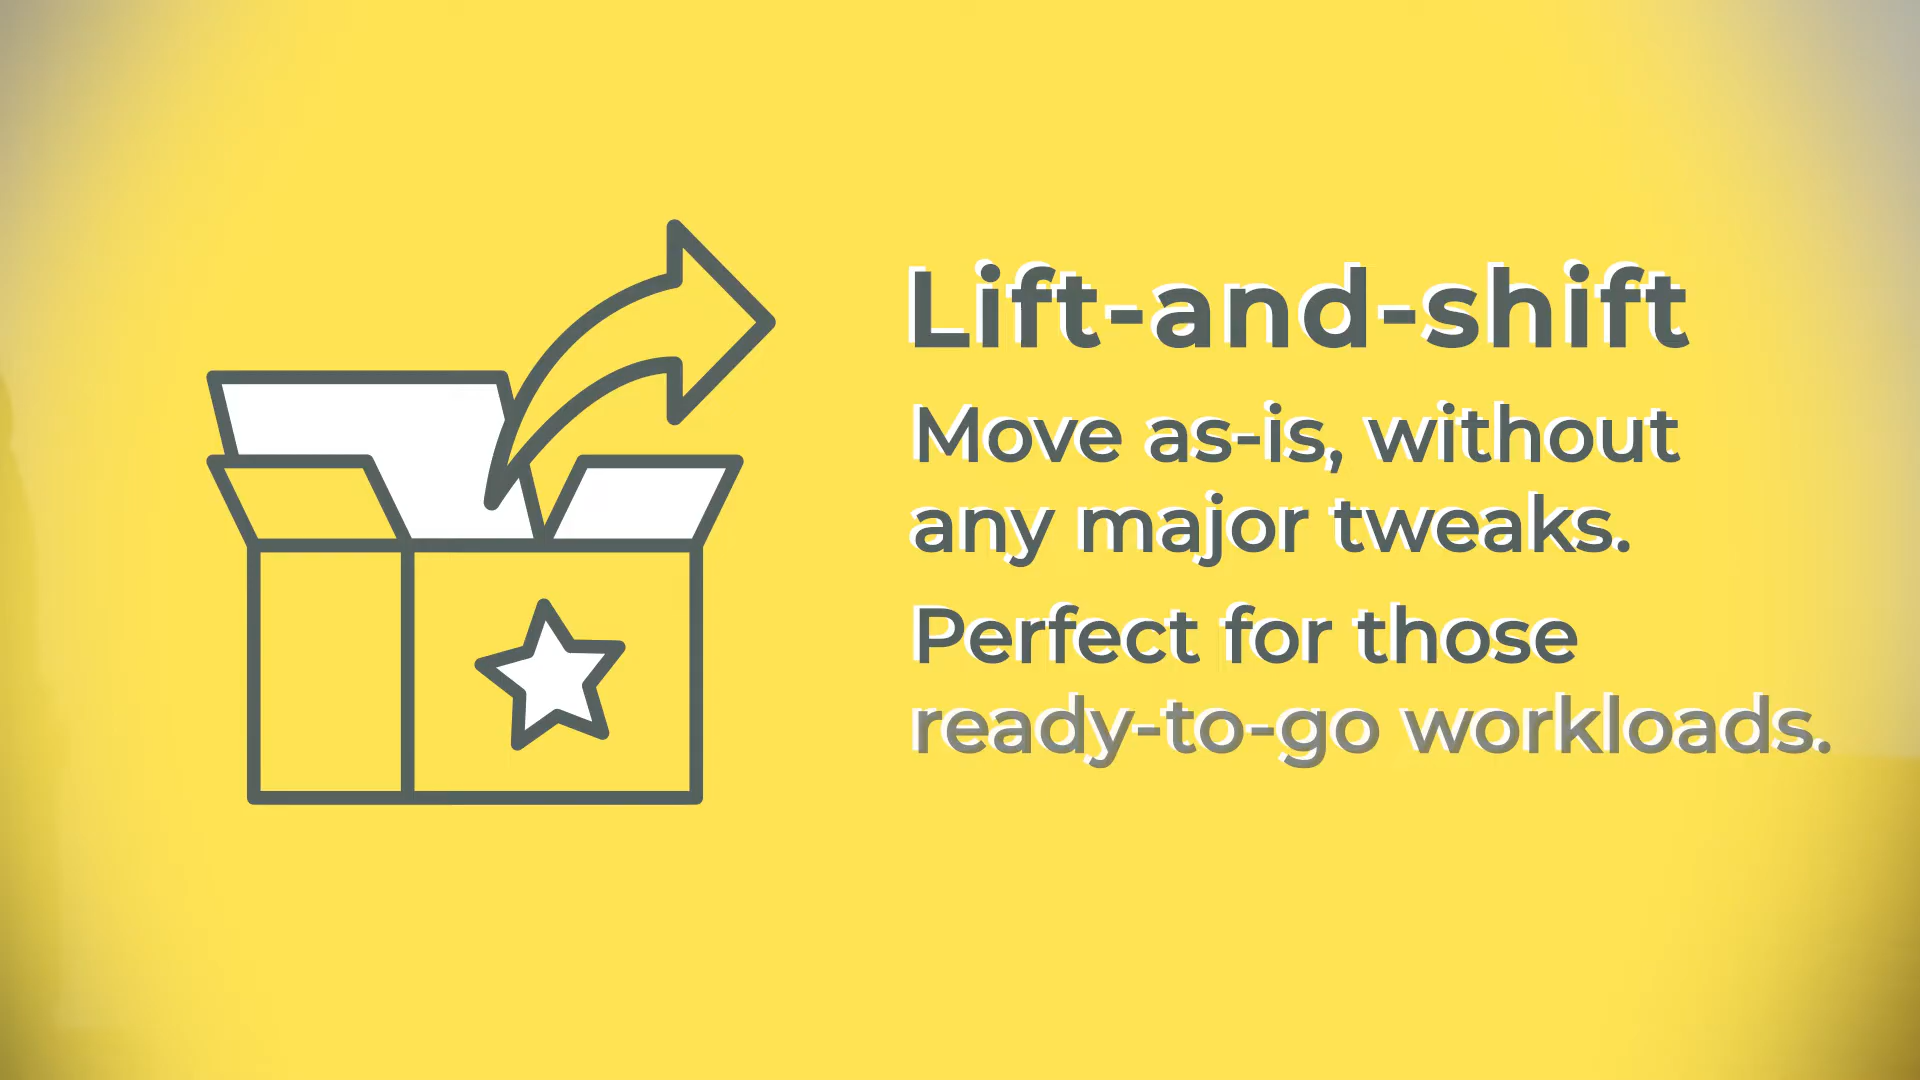 Lift-and-shift
Move as-is, without
any major tweaks.
Perfect for those
ready-to-go workloads.